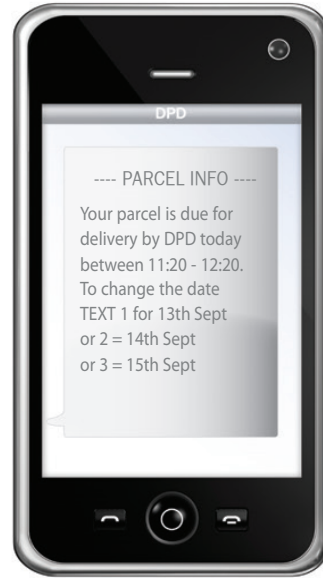 DPD
---- PARCEL INFO ----
Your parcel is due for
delivery by DPD today
between 11:20 - 12:20.
To change the date
TEXT 1 for 13th Sept
or 2 = 14th Sept
or 3 = 15th Sept